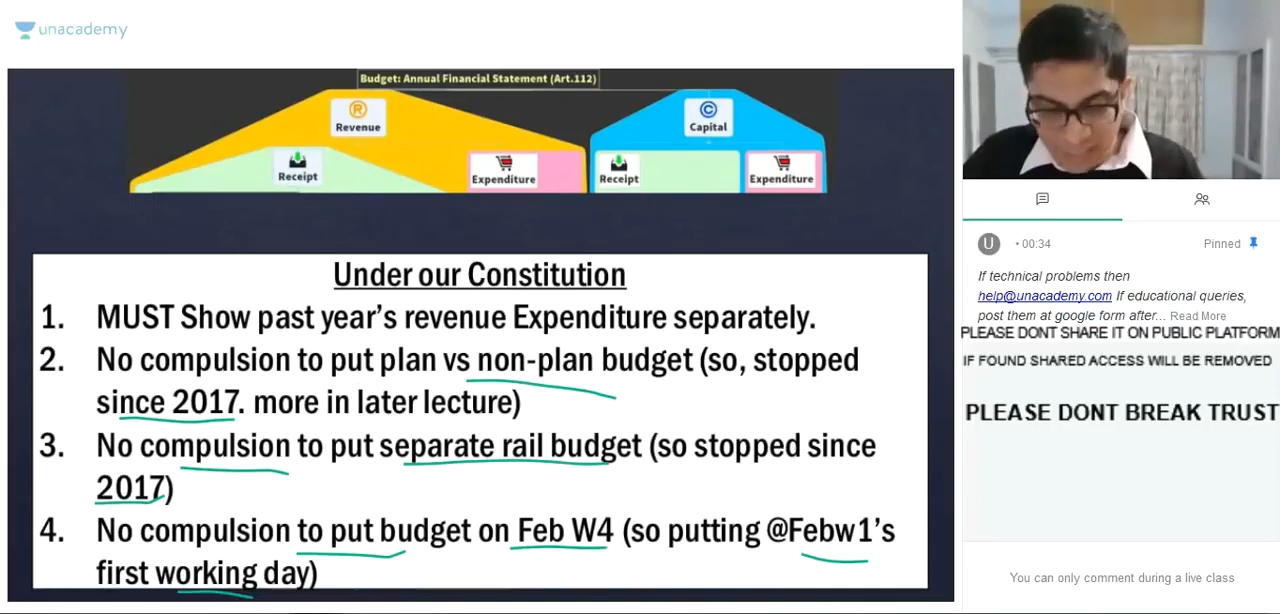 unacademy
Budget: Annual Financial Statement (Art.112)
R
Revenue
C
Capital
Receipt
Expenditure
Receipt
Expenditure
Under our Constitution
1. MUST Show past year's revenue Expenditure separately.
2. No compulsion to put plan vs non-plan budget (so, stopped
since 2017. more in later lecture)
3. No compulsion to put separate rail budget (so stopped since
2017)
4. No compulsion to put budget on Feb W4 (so putting @Febw1's
first working day)
U • 00:34 Pinned
If technical problems then
help@unacademy.com If educational queries,
post them at google form after... Read More
PLEASE DONT SHARE IT ON PUBLIC PLATFORM
IF FOUND SHARED ACCESS WILL BE REMOVED
PLEASE DONT BREAK TRUST
You can only comment during a live class